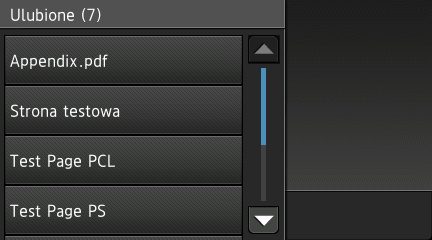 Ulubione (7)
Appendix.pdf
Strona testowa
Test Page PCL
Test Page PS